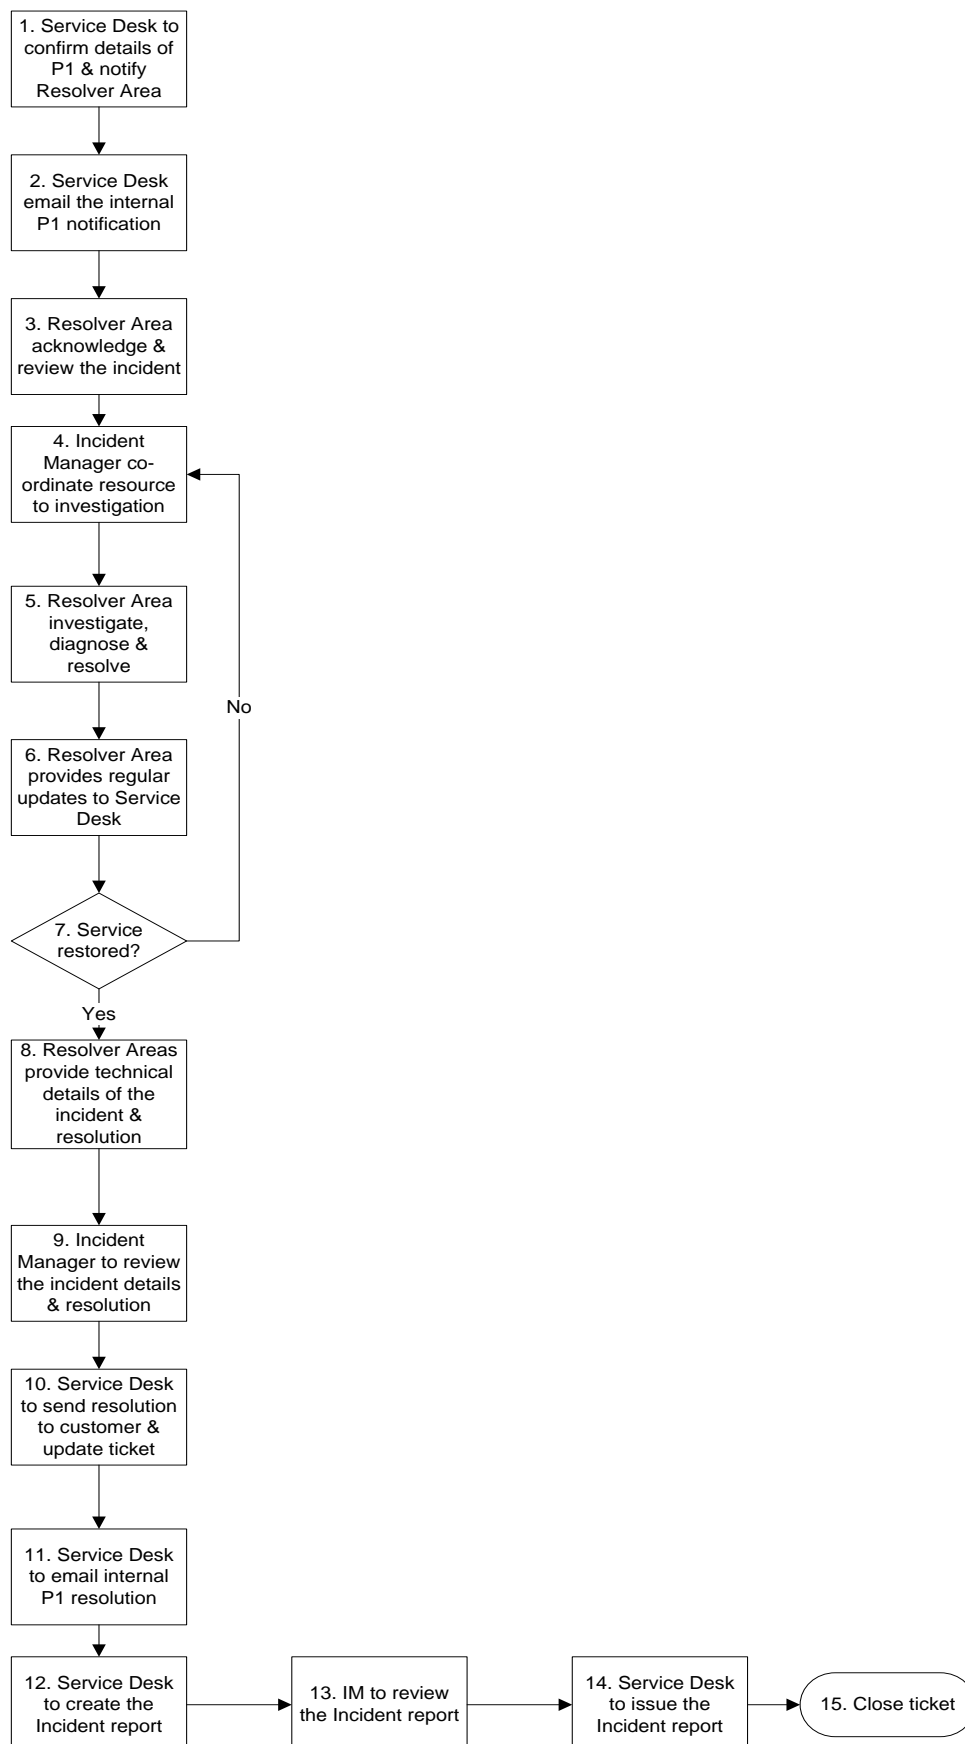 1. Service Desk to
confirm details of
P1 & notify
Resolver Area
2. Service Desk
email the internal
P1 notification
3. Resolver Area
acknowledge &
review the incident
4. Incident
Manager co-
ordinate resource
to investigation
5. Resolver Area
investigate,
diagnose &
resolve
No
6. Resolver Area
provides regular
updates to Service
Desk
7. Service
restored?
Yes
8. Resolver Areas
provide technical
details of the
incident &
resolution
9. Incident
Manager to review
the incident details
& resolution
10. Service Desk
to send resolution
to customer &
update ticket
11. Service Desk
to email internal
P1 resolution
12. Service Desk
to create the
Incident report
13. IM to review
the Incident report
14. Service Desk
to issue the
Incident report
15. Close ticket